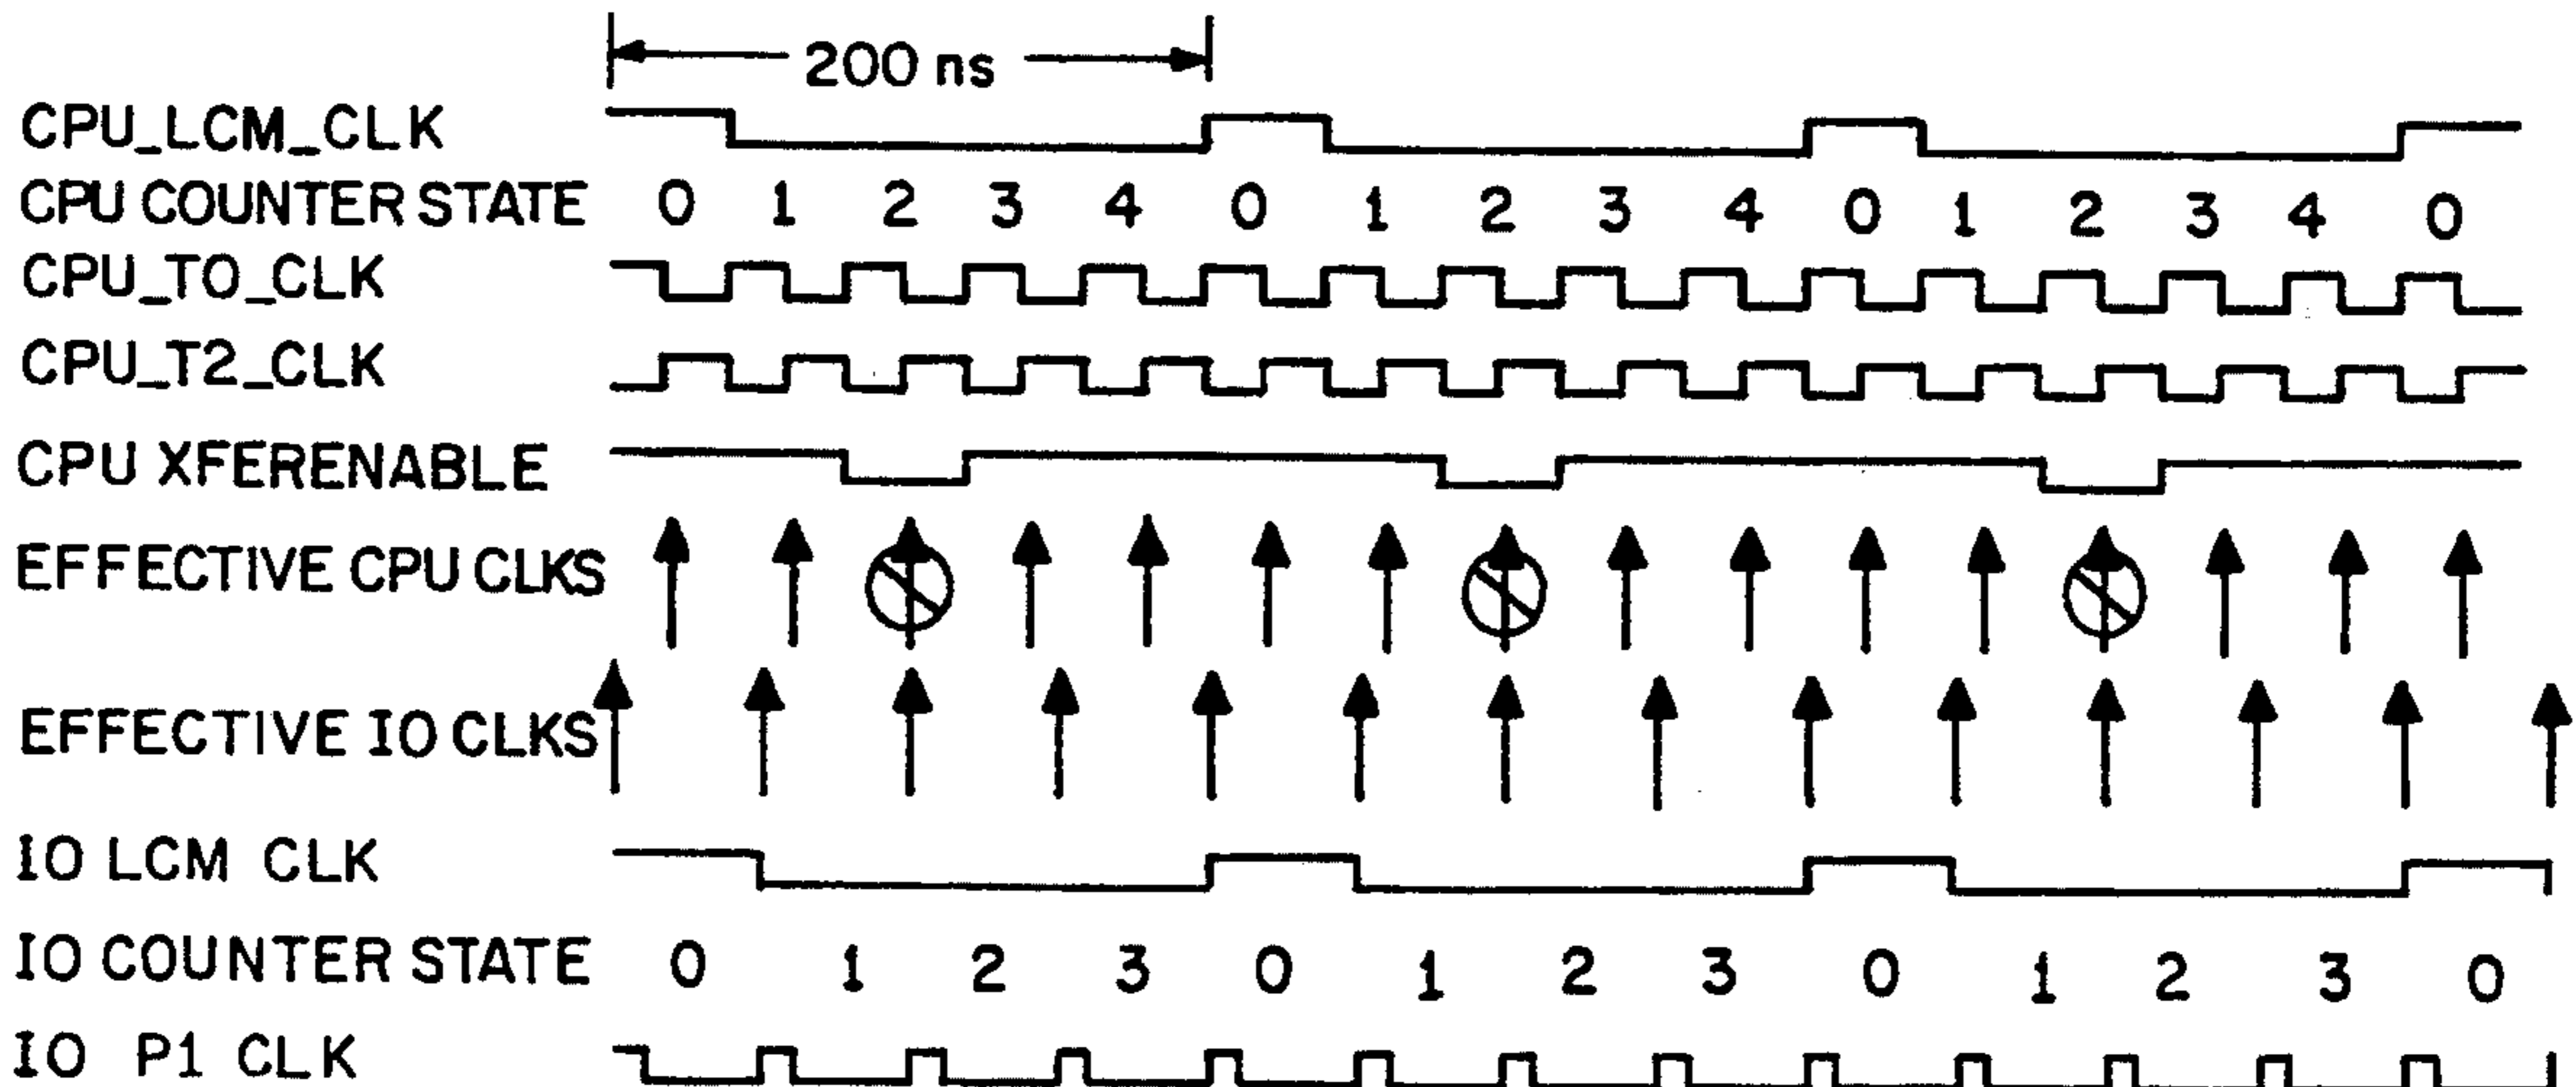 200 ns
CPU_LCM_CLK
CPU COUNTER STATE 0 1 2 3 4 0 1 2 3 4 0 1 2 3 4 0
CPU_T0_CLK
CPU_T2_CLK
CPU XFERENABLE
EFFECTIVE CPU CLKS
EFFECTIVE IO CLKS
IO LCM CLK
IO COUNTER STATE 0 1 2 3 0 1 2 3 0 1 2 3 0
IO P1 CLK